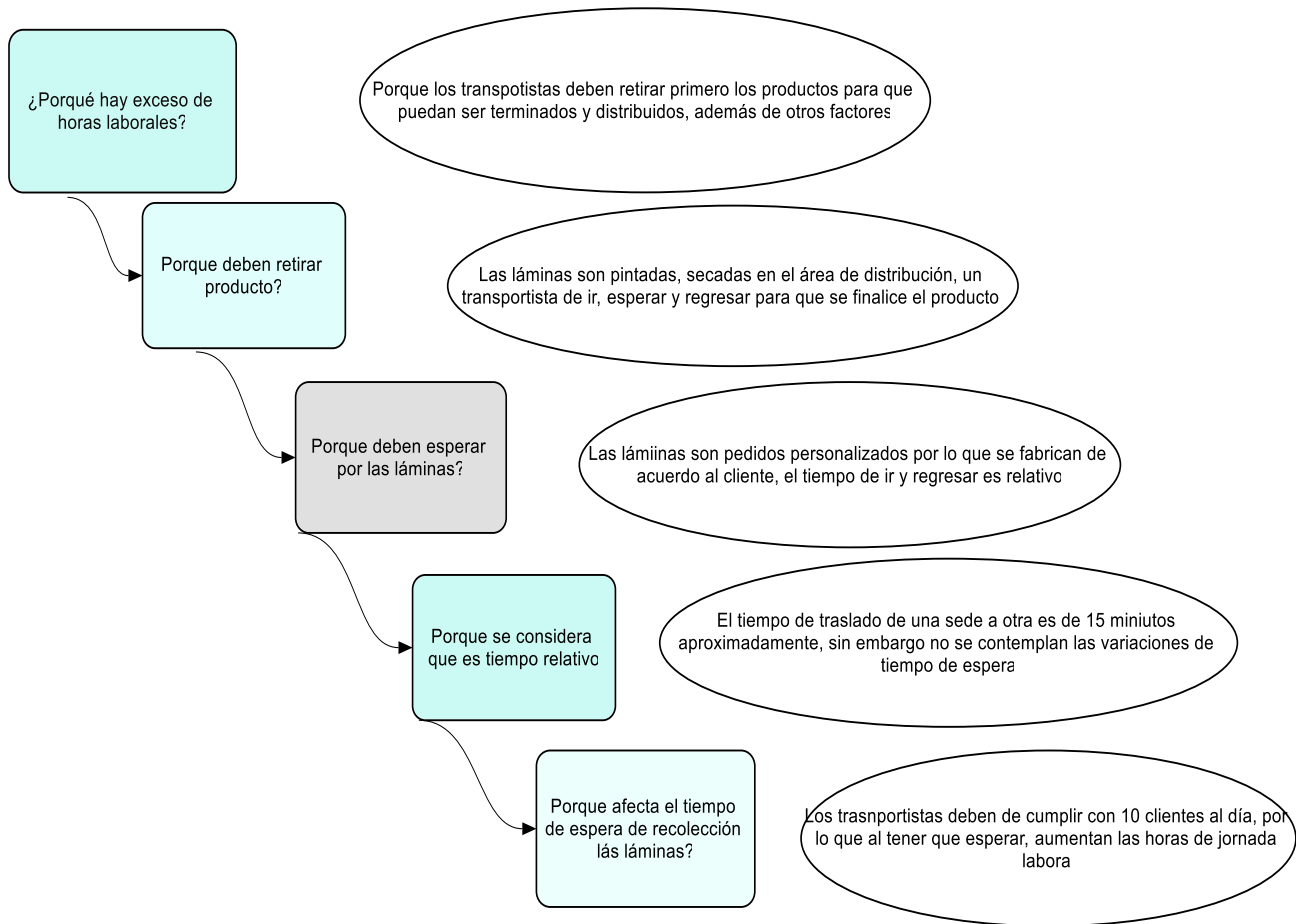 ¿Porqué hay exceso de
horas laborales?
Porque los transpotistas deben retirar primero los productos para que
puedan ser terminados y distribuidos, además de otros factores
Porque deben retirar
producto?
Las láminas son pintadas, secadas en el área de distribución, un
transportista de ir, esperar y regresar para que se finalice el producto
Porque deben esperar
por las láminas?
Las lámiinas son pedidos personalizados por lo que se fabrican de
acuerdo al cliente, el tiempo de ir y regresar es relativo
Porque se considera
que es tiempo relativo
El tiempo de traslado de una sede a otra es de 15 miniutos
aproximadamente, sin embargo no se contemplan las variaciones de
tiempo de espera
Porque afecta el tiempo
de espera de recolección
lás láminas?
Los trasnportistas deben de cumplir con 10 clientes al día, por
lo que al tener que esperar, aumentan las horas de jornada
labora